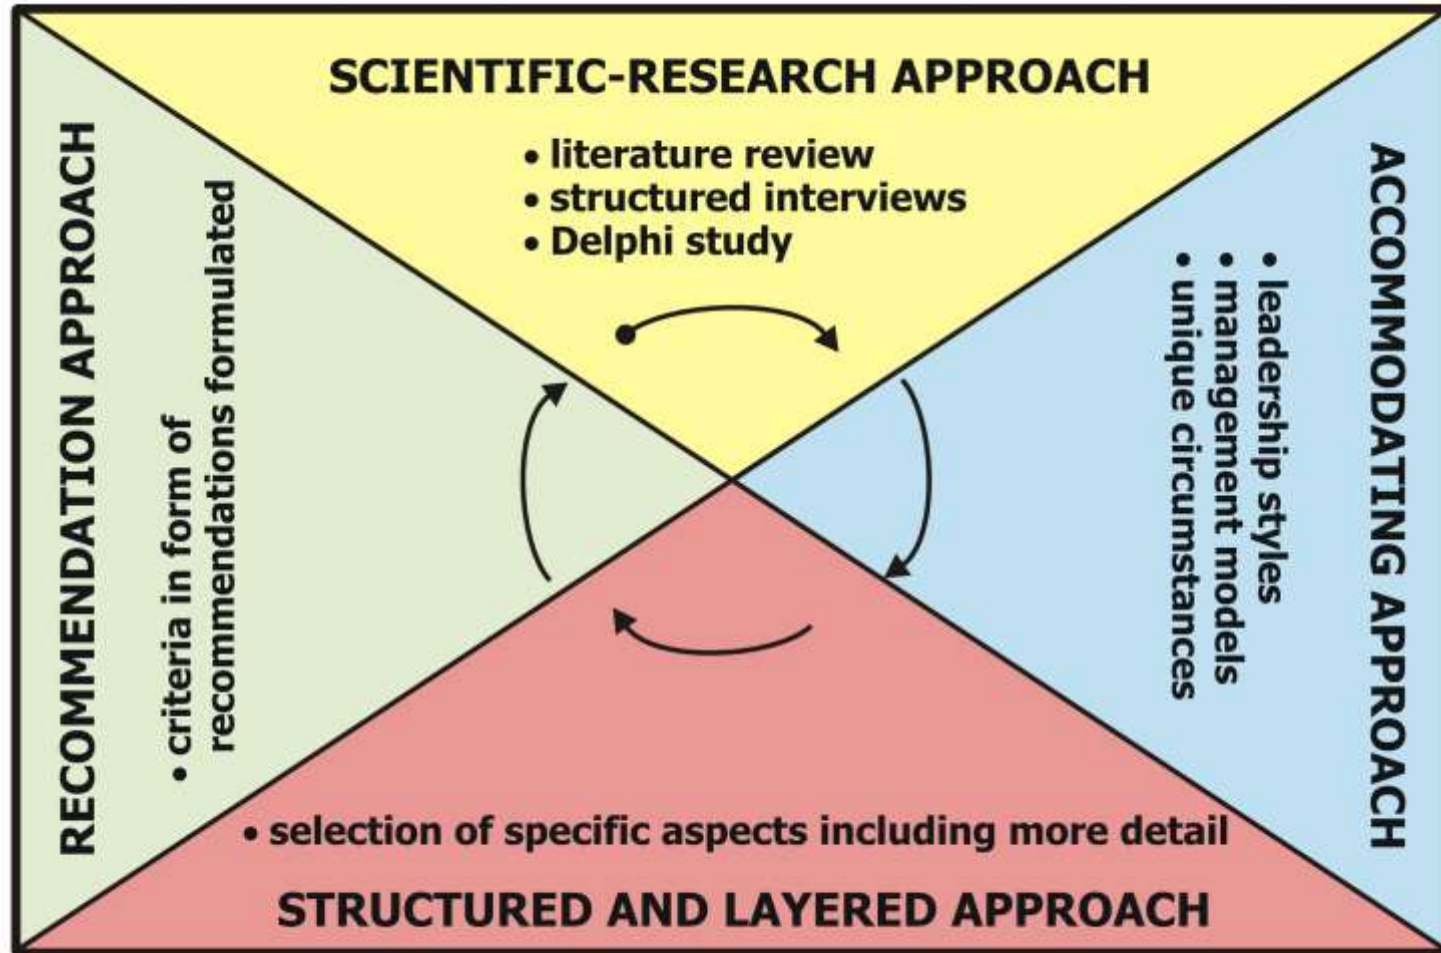 SCIENTIFIC-RESEARCH APPROACH
• literature review
• structured interviews
• Delphi study
ACCOMMODATING APPROACH
• leadership styles
• management models
• unique circumstances
• selection of specific aspects including more detail
STRUCTURED AND LAYERED APPROACH
RECOMMENDATION APPROACH
• criteria in form of
recommendations formulated